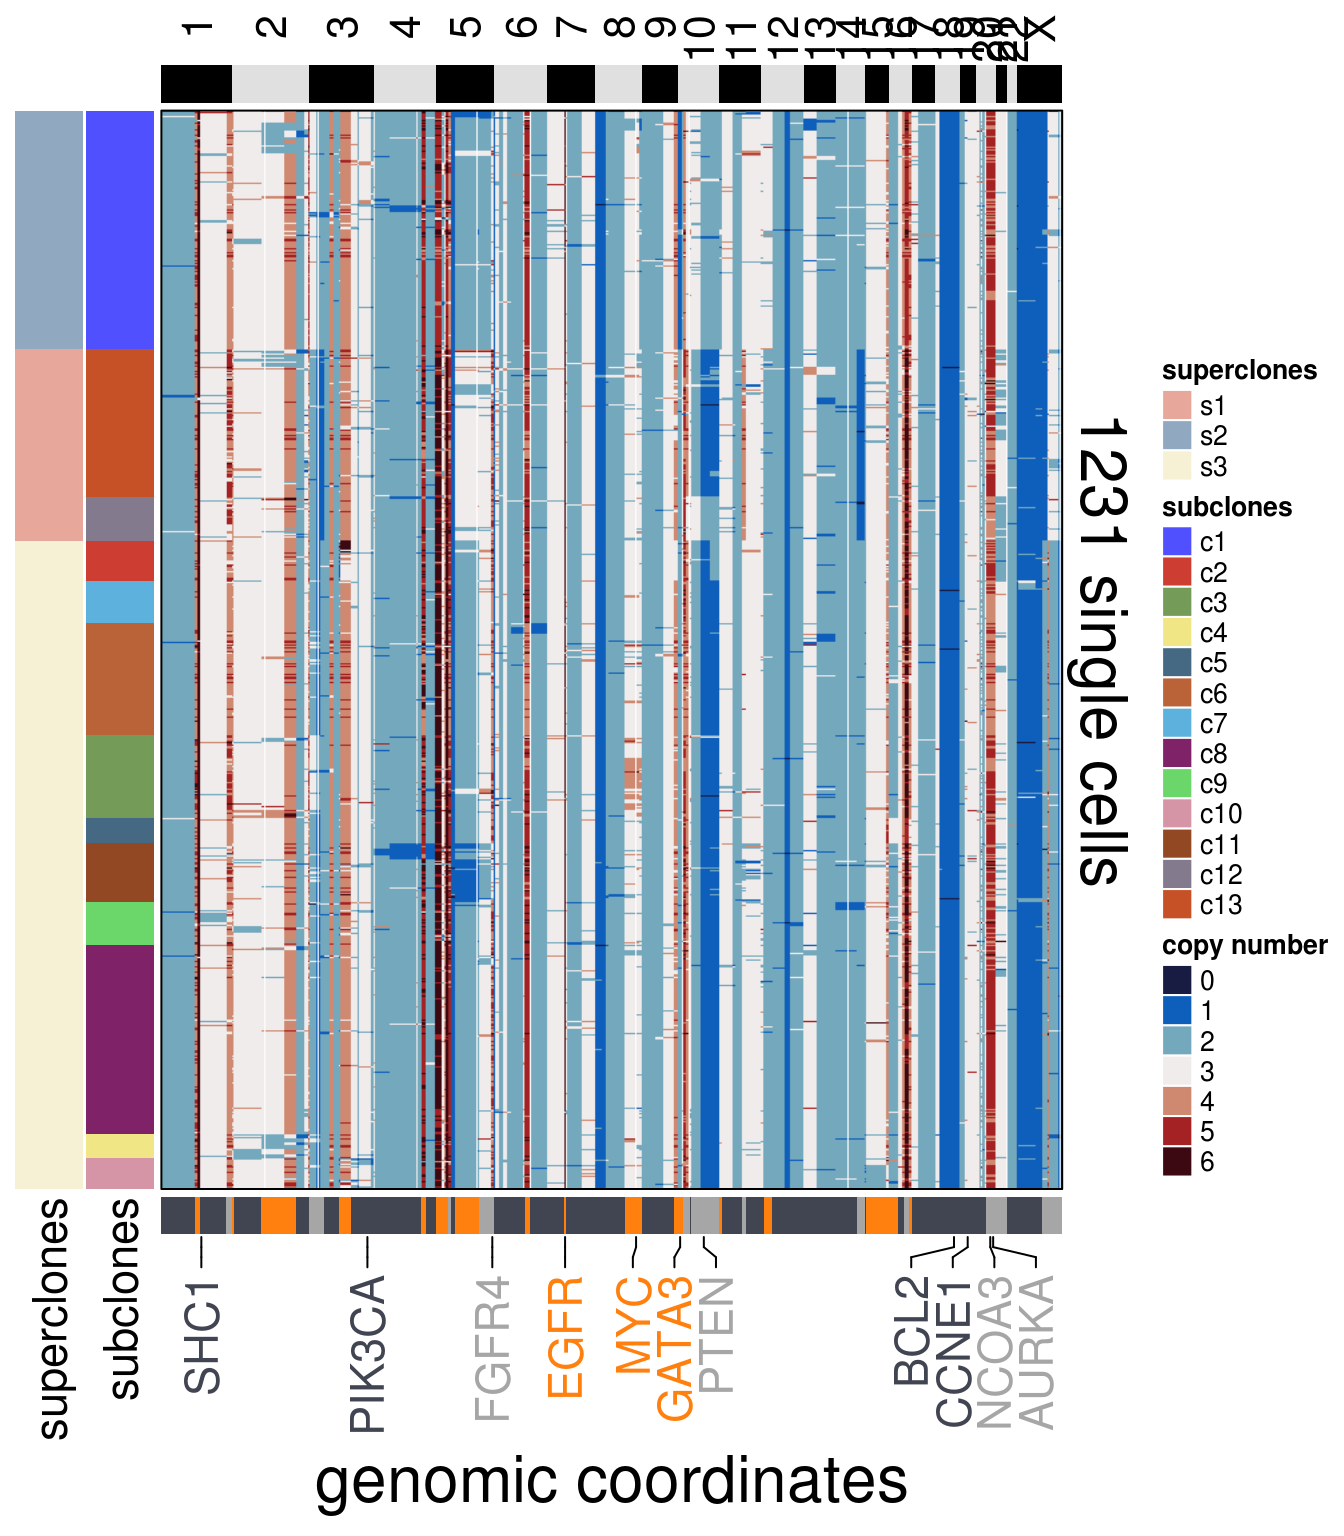 1
2
3
4
5
6
7
8
9
10
11
12
13
14
15
16
17
18
19
20
21
22
X
superclones
s1
s2
s3
subclones
c1
c2
c3
c4
c5
c6
c7
c8
c9
c10
c11
c12
c13
copy number
0
1
2
3
4
5
6
1231 single cells
superclones
subclones
SHC1
PIK3CA
FGFR4
EGFR
MYC
GATA3
PTEN
BCL2
CCNE1
NCOA3
AURKA
genomic coordinates